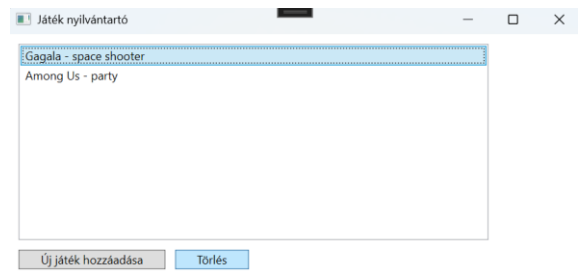 Játék nyilvántartó
Gagala - space shooter
Among Us - party
Új játék hozzáadása
Törlés